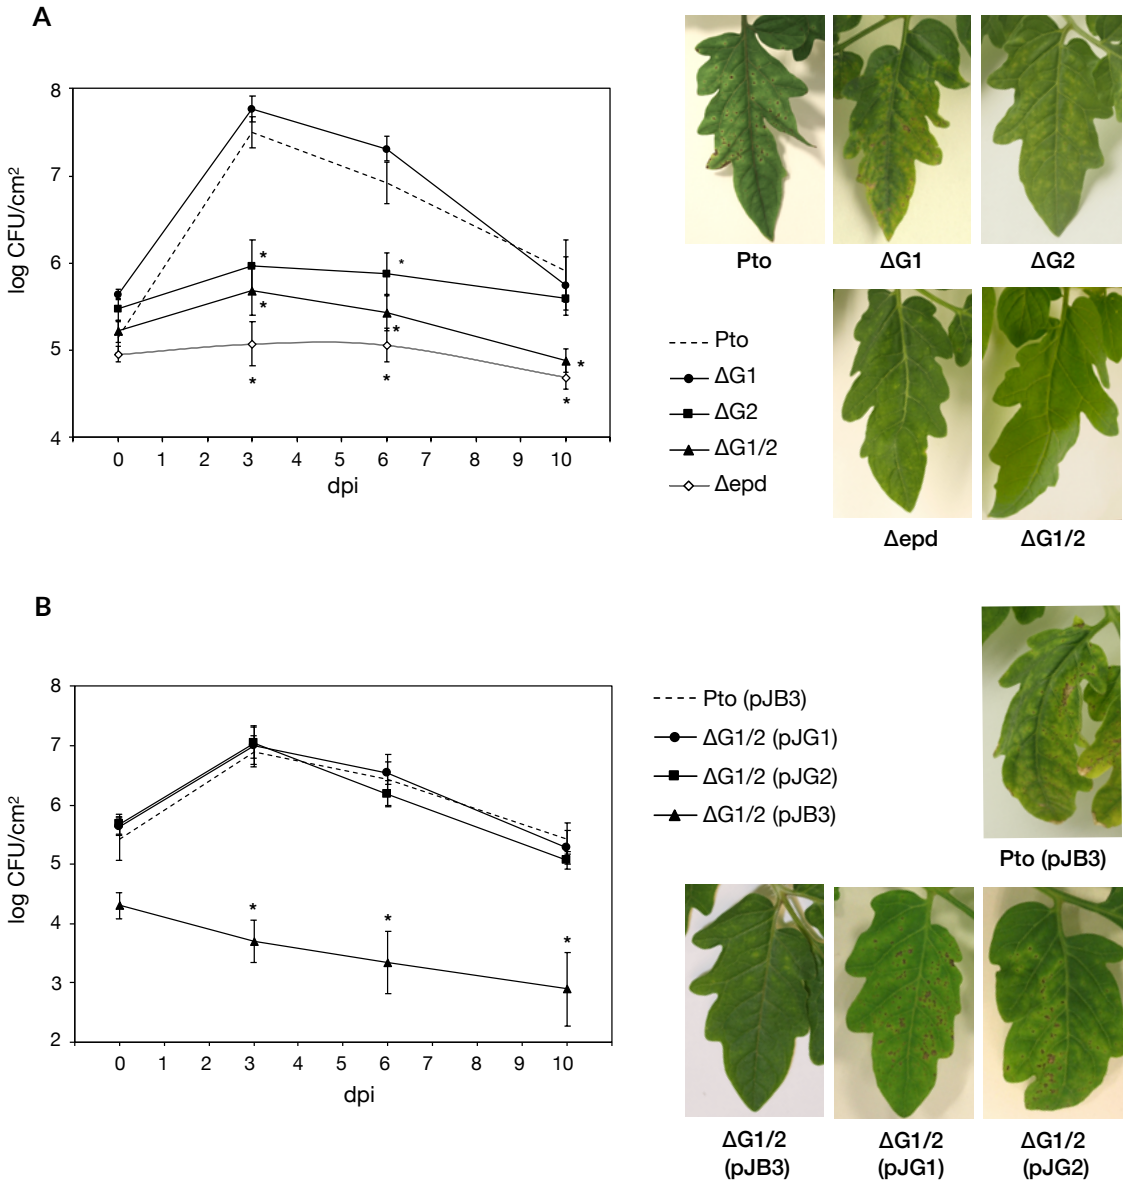 A
log CFU/cm²
8
7
6
5
4
0 1 2 3 4 5 6 7 8 9 10
dpi
* * * * * * * *
Pto
ΔG1
ΔG2
ΔG1/2
Δepd
Pto ΔG1 ΔG2
Δepd ΔG1/2
B
log CFU/cm²
8
7
6
5
4
3
2
0 1 2 3 4 5 6 7 8 9 10
dpi
* * *
Pto (pJB3)
ΔG1/2 (pJG1)
ΔG1/2 (pJG2)
ΔG1/2 (pJB3)
Pto (pJB3)
ΔG1/2 ΔG1/2 ΔG1/2
(pJB3) (pJG1) (pJG2)